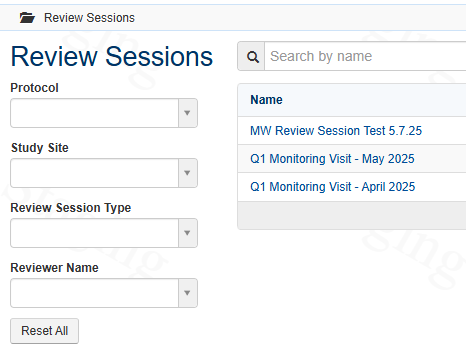 Review Sessions
Review Sessions
Search by name
Protocol
Name
MW Review Session Test 5.7.25
Study Site
Q1 Monitoring Visit - May 2025
Q1 Monitoring Visit - April 2025
Review Session Type
Reviewer Name
Reset All